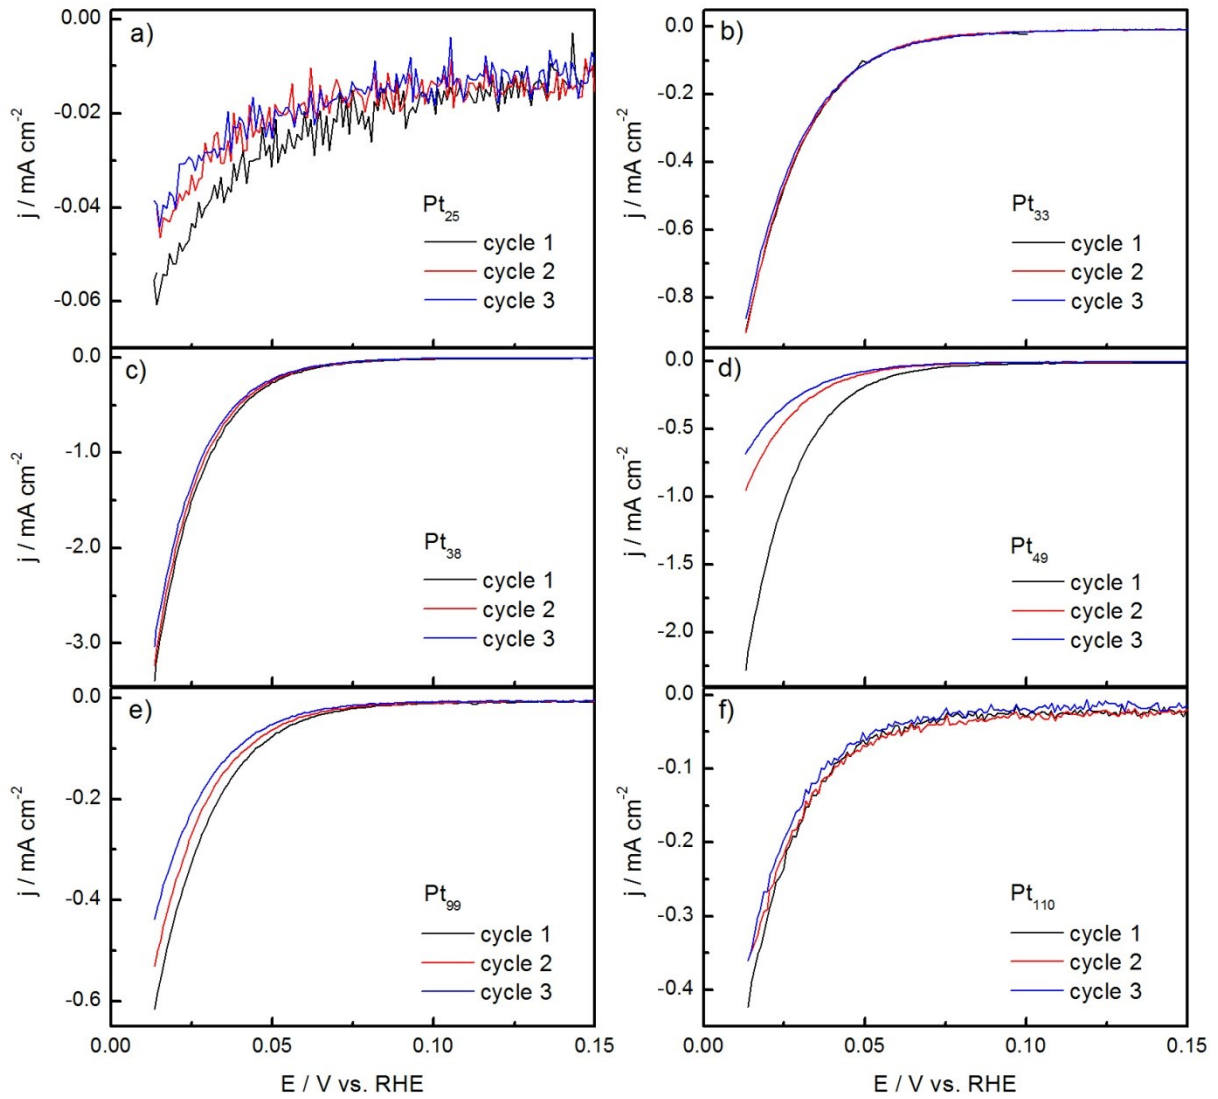 a)
0.00
-0.02
-0.04
-0.06
j / mA cm⁻²
Pt₂₅
cycle 1
cycle 2
cycle 3
b)
0.0
-0.2
-0.4
-0.6
-0.8
j / mA cm⁻²
Pt₃₃
cycle 1
cycle 2
cycle 3
c)
0.0
-1.0
-2.0
-3.0
j / mA cm⁻²
Pt₃₈
cycle 1
cycle 2
cycle 3
d)
0.0
-0.5
-1.0
-1.5
-2.0
j / mA cm⁻²
Pt₄₉
cycle 1
cycle 2
cycle 3
e)
0.0
-0.2
-0.4
-0.6
j / mA cm⁻²
Pt₉₉
cycle 1
cycle 2
cycle 3
0.00 0.05 0.10 0.15
E / V vs. RHE
f)
0.0
-0.1
-0.2
-0.3
-0.4
j / mA cm⁻²
Pt₁₁₀
cycle 1
cycle 2
cycle 3
0.00 0.05 0.10 0.15
E / V vs. RHE